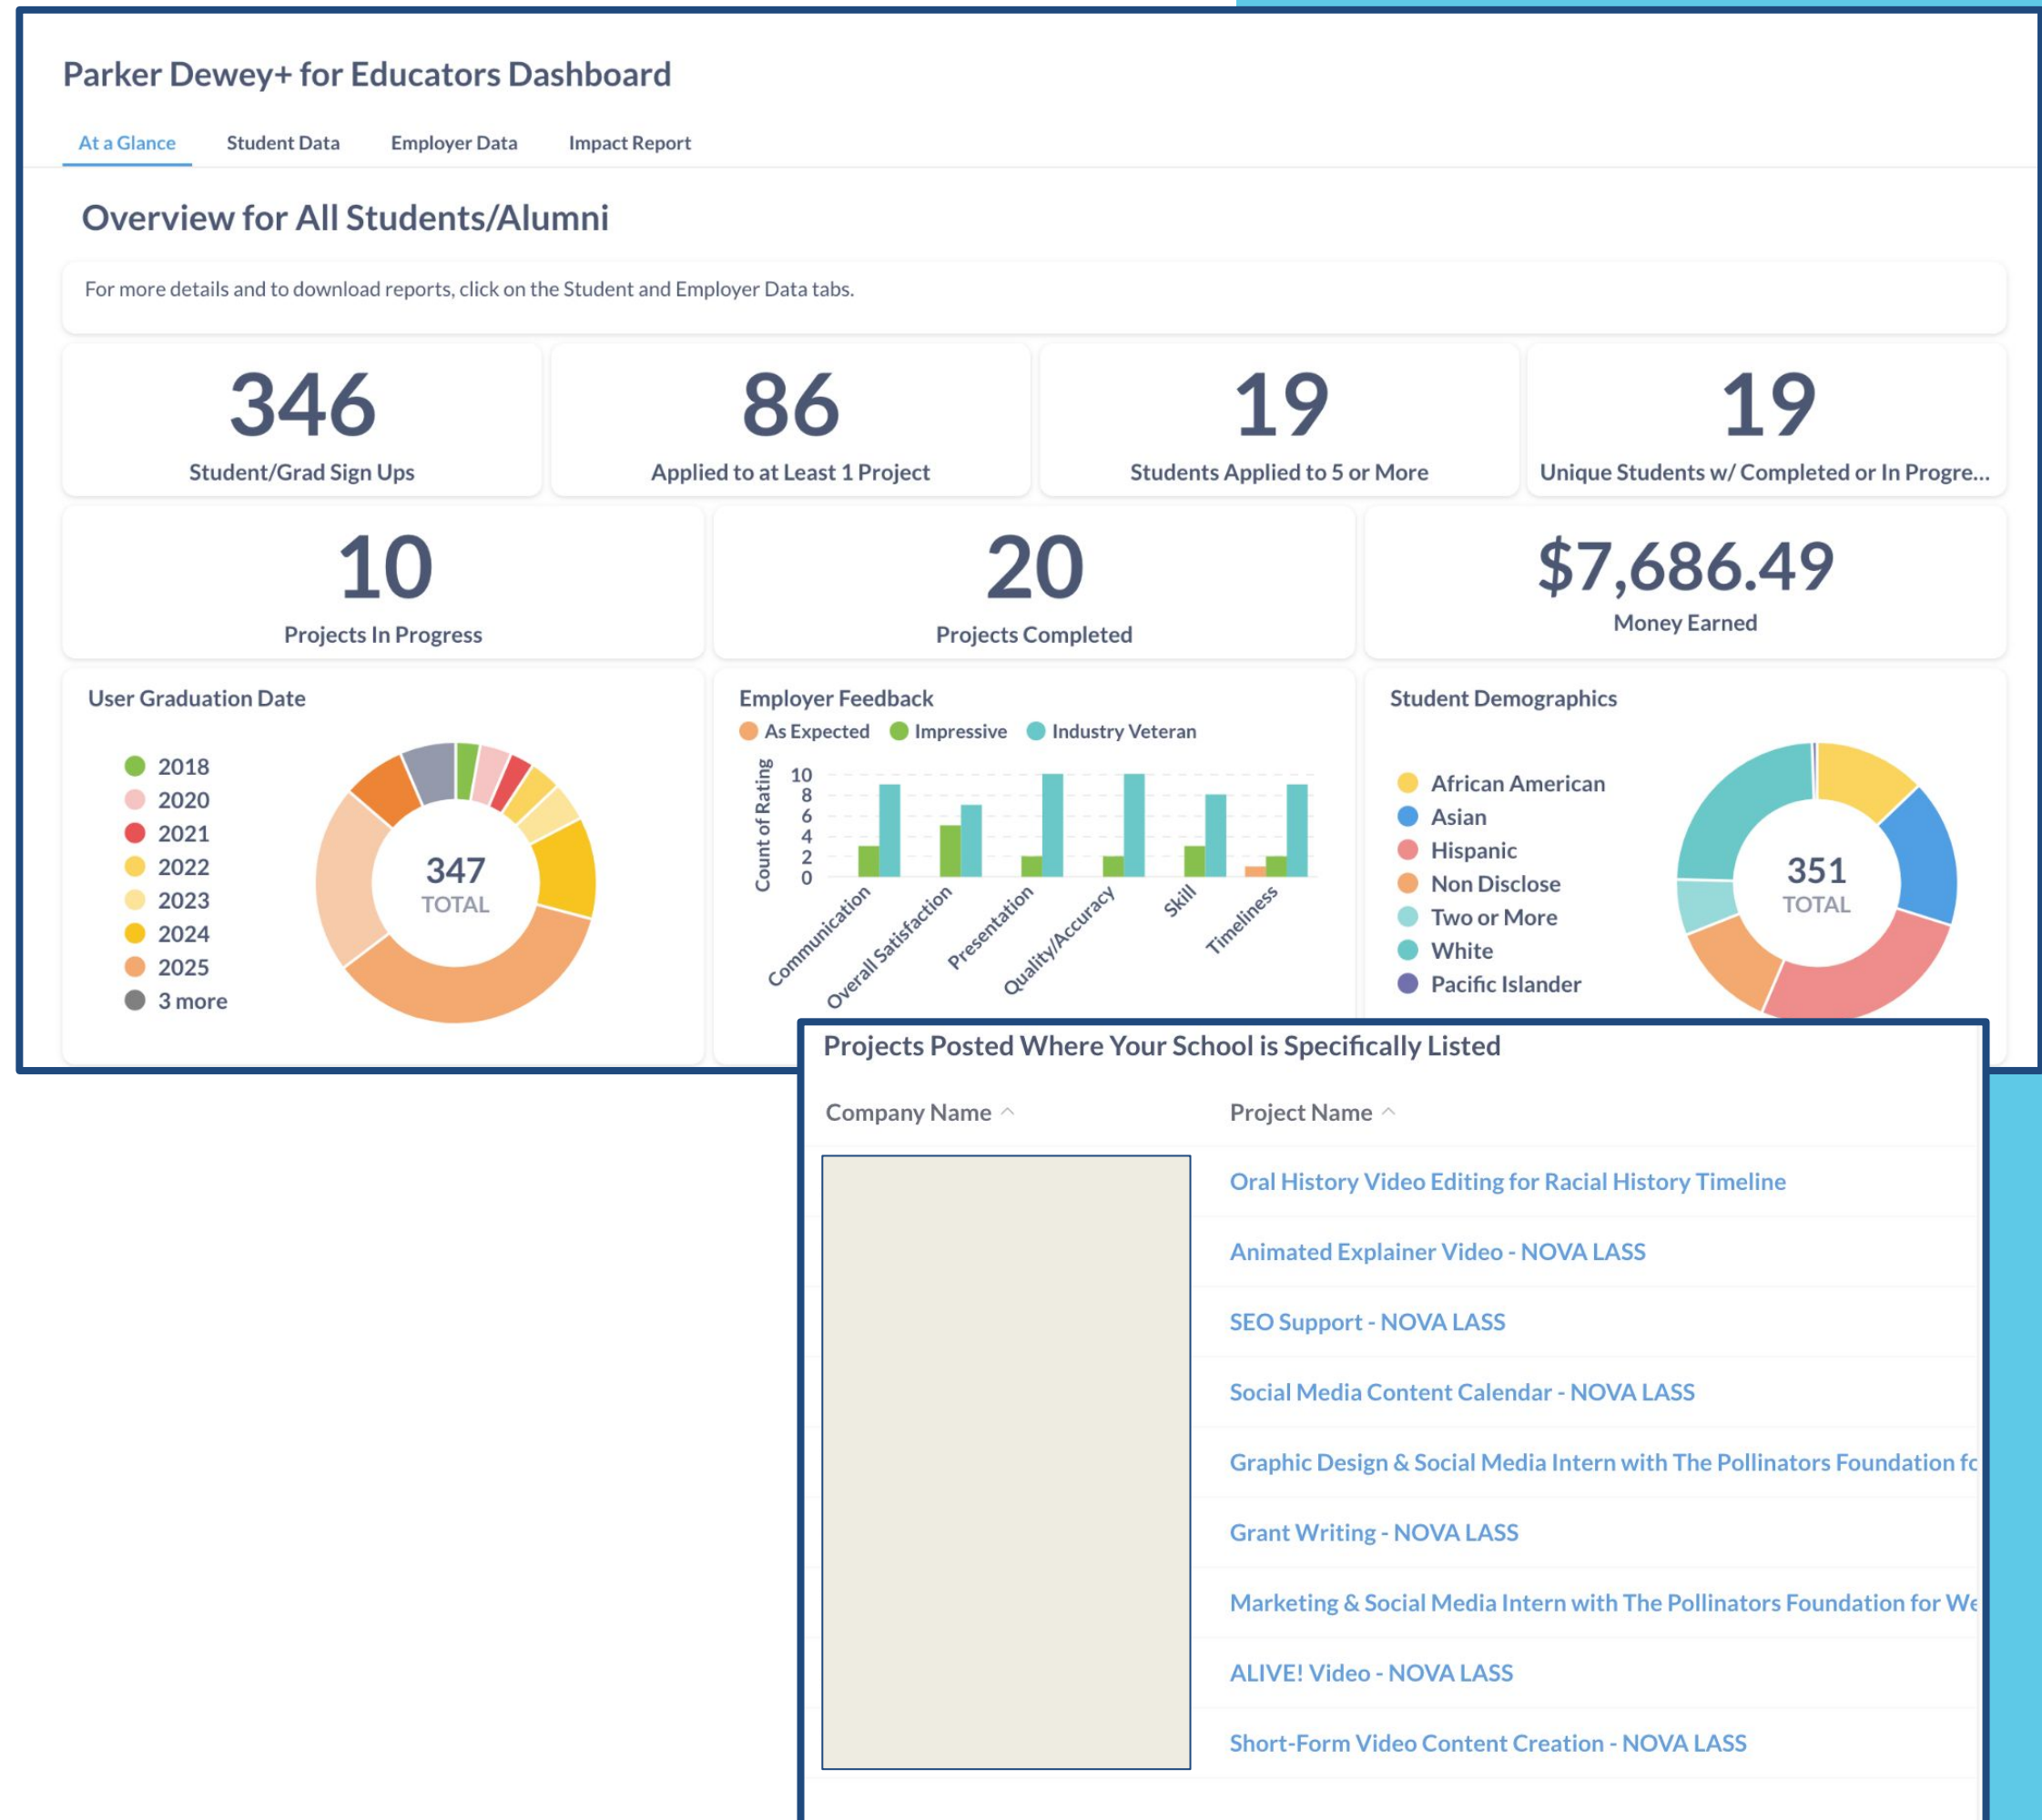 Parker Dewey+ for Educators Dashboard
At a Glance Student Data Employer Data Impact Report
Overview for All Students/Alumni
For more details and to download reports, click on the Student and Employer Data tabs.
346
Student/Grad Sign Ups
86
Applied to at Least 1 Project
19
Students Applied to 5 or More
19
Unique Students w/ Completed or In Progre...
10
Projects In Progress
20
Projects Completed
$7,686.49
Money Earned
User Graduation Date
2018
2020
2021
2022
2023
2024
2025
3 more
347
TOTAL
Employer Feedback
As Expected Impressive Industry Veteran
Count of Rating
10
8
6
4
2
0
Communication
Overall Satisfaction
Presentation
Quality/Accuracy
Skill
Timeliness
Student Demographics
African American
Asian
Hispanic
Non Disclose
Two or More
White
Pacific Islander
351
TOTAL
Projects Posted Where Your School is Specifically Listed
Company Name Project Name
Oral History Video Editing for Racial History Timeline
Animated Explainer Video - NOVA LASS
SEO Support - NOVA LASS
Social Media Content Calendar - NOVA LASS
Graphic Design & Social Media Intern with The Pollinators Foundation fo
Grant Writing - NOVA LASS
Marketing & Social Media Intern with The Pollinators Foundation for We
ALIVE! Video - NOVA LASS
Short-Form Video Content Creation - NOVA LASS